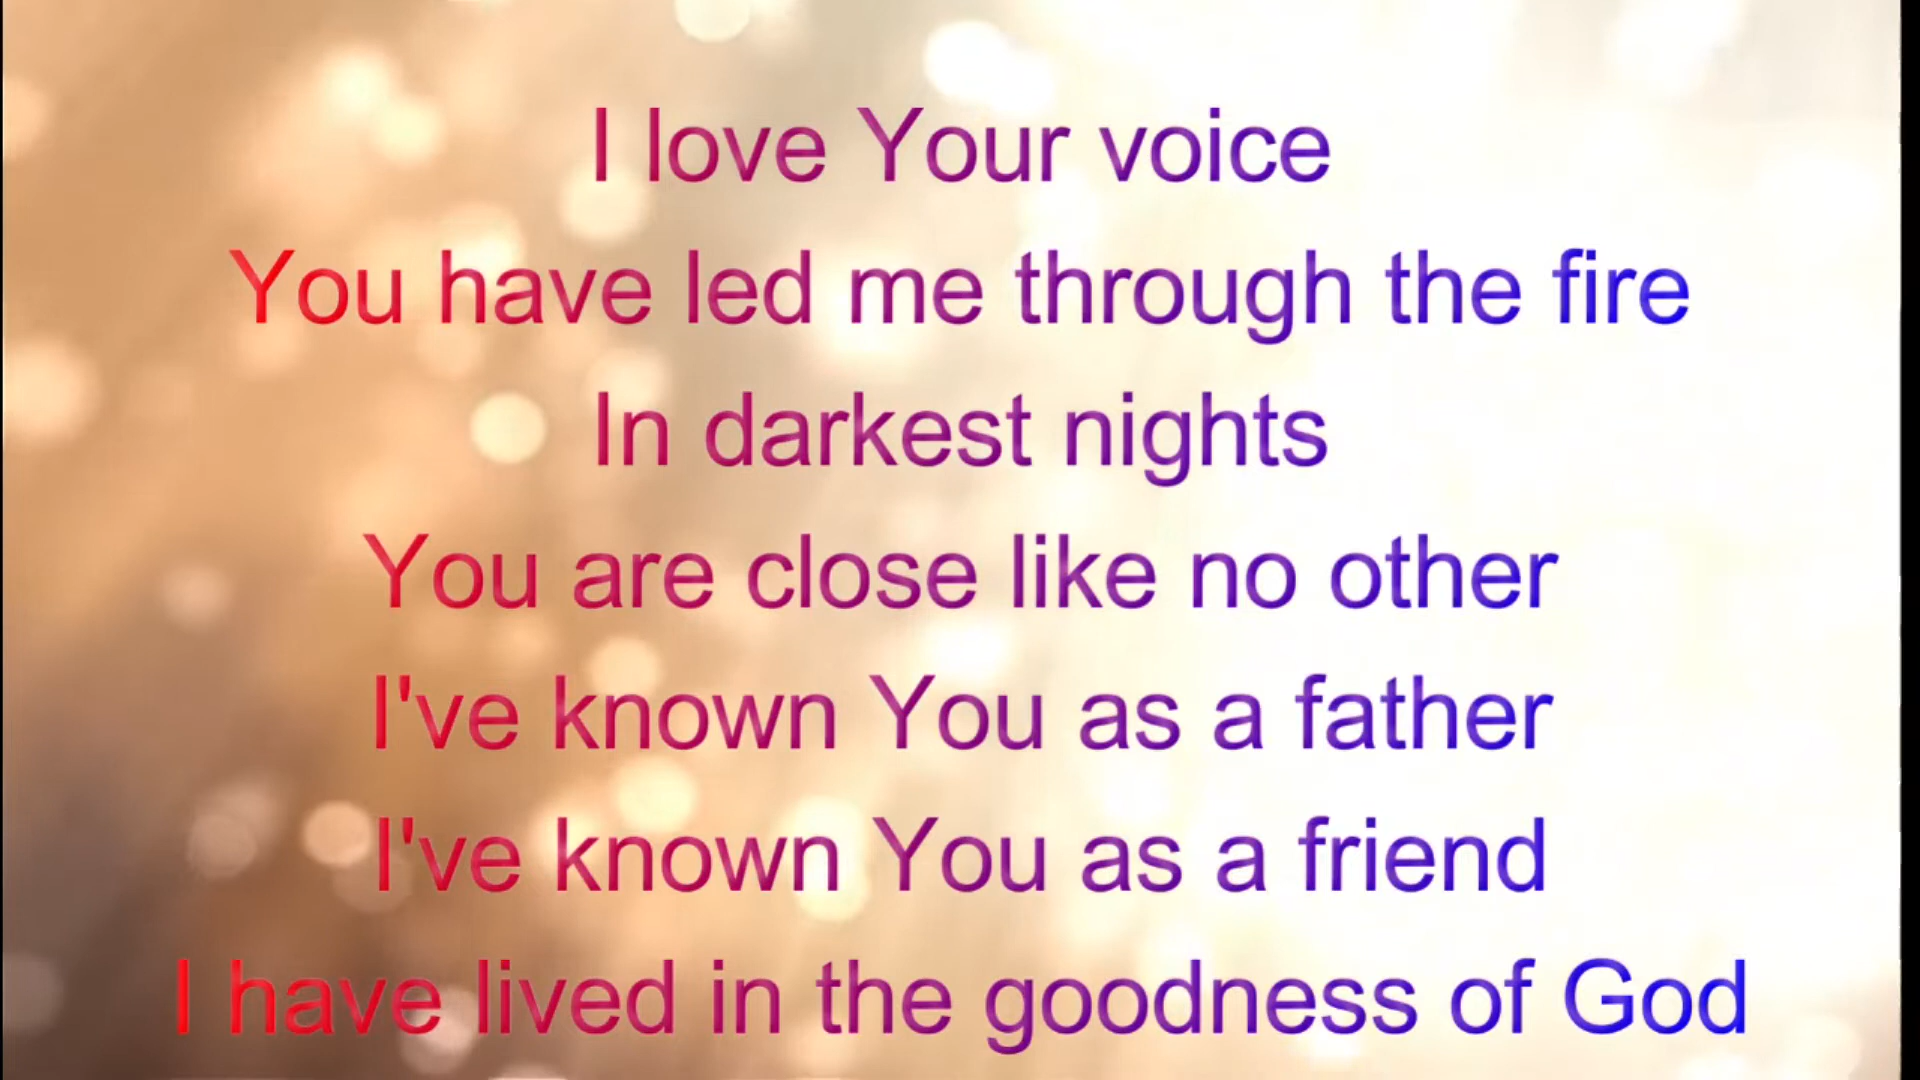 I love Your voice
You have led me through the fire
In darkest nights
You are close like no other
I've known You as a father
I've known You as a friend
I have lived in the goodness of God